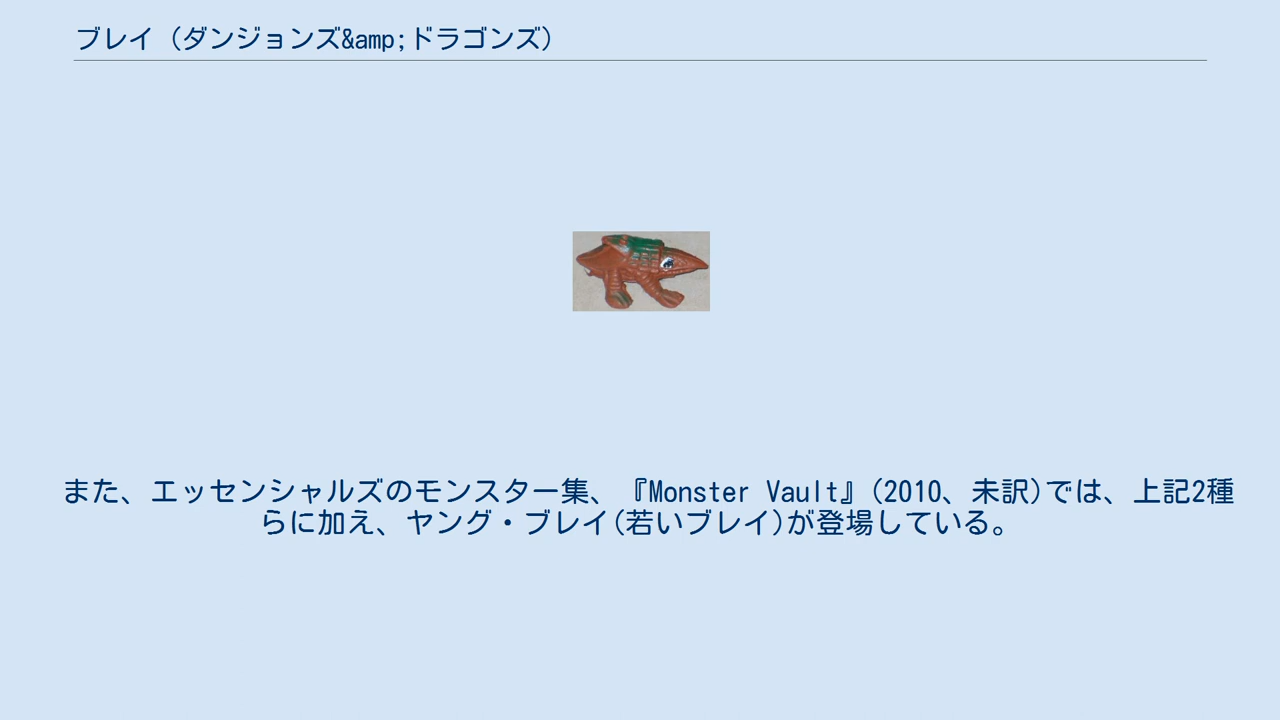 ブレイ（ダンジョンズ&amp;ドラゴンズ）
また、エッセンシャルズのモンスター集、『Monster Vault』(2010、未訳)では、上記2種
らに加え、ヤング・ブレイ(若いブレイ)が登場している。